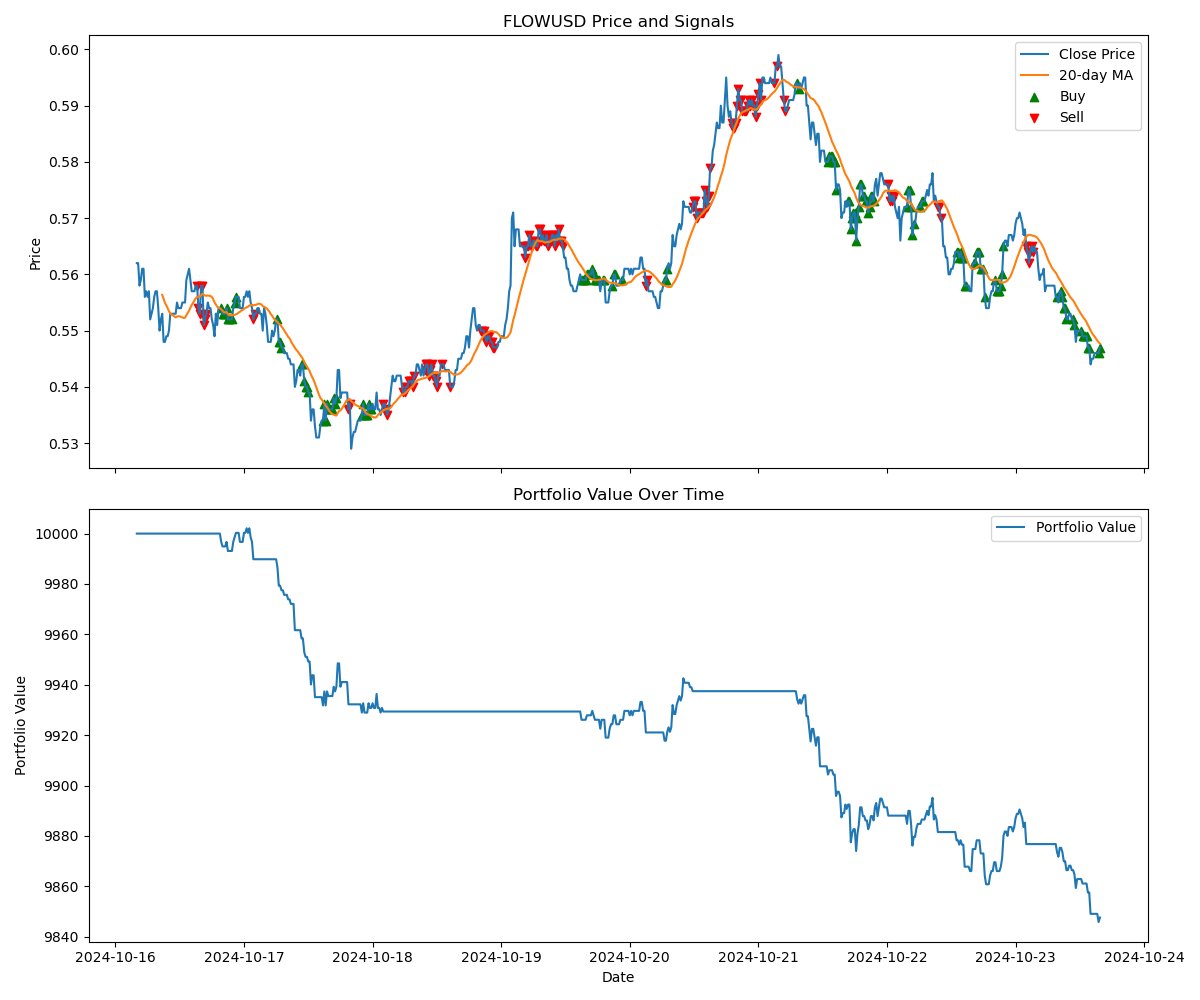 FLOWUSD Price and Signals
0.60
0.59
0.58
0.57
0.56
0.55
0.54
0.53
Price
Close Price
20-day MA
Buy
Sell
Portfolio Value Over Time
10000
9980
9960
9940
9920
9900
9880
9860
9840
Portfolio Value
Portfolio Value
2024-10-16 2024-10-17 2024-10-18 2024-10-19 2024-10-20 2024-10-21 2024-10-22 2024-10-23 2024-10-24
Date